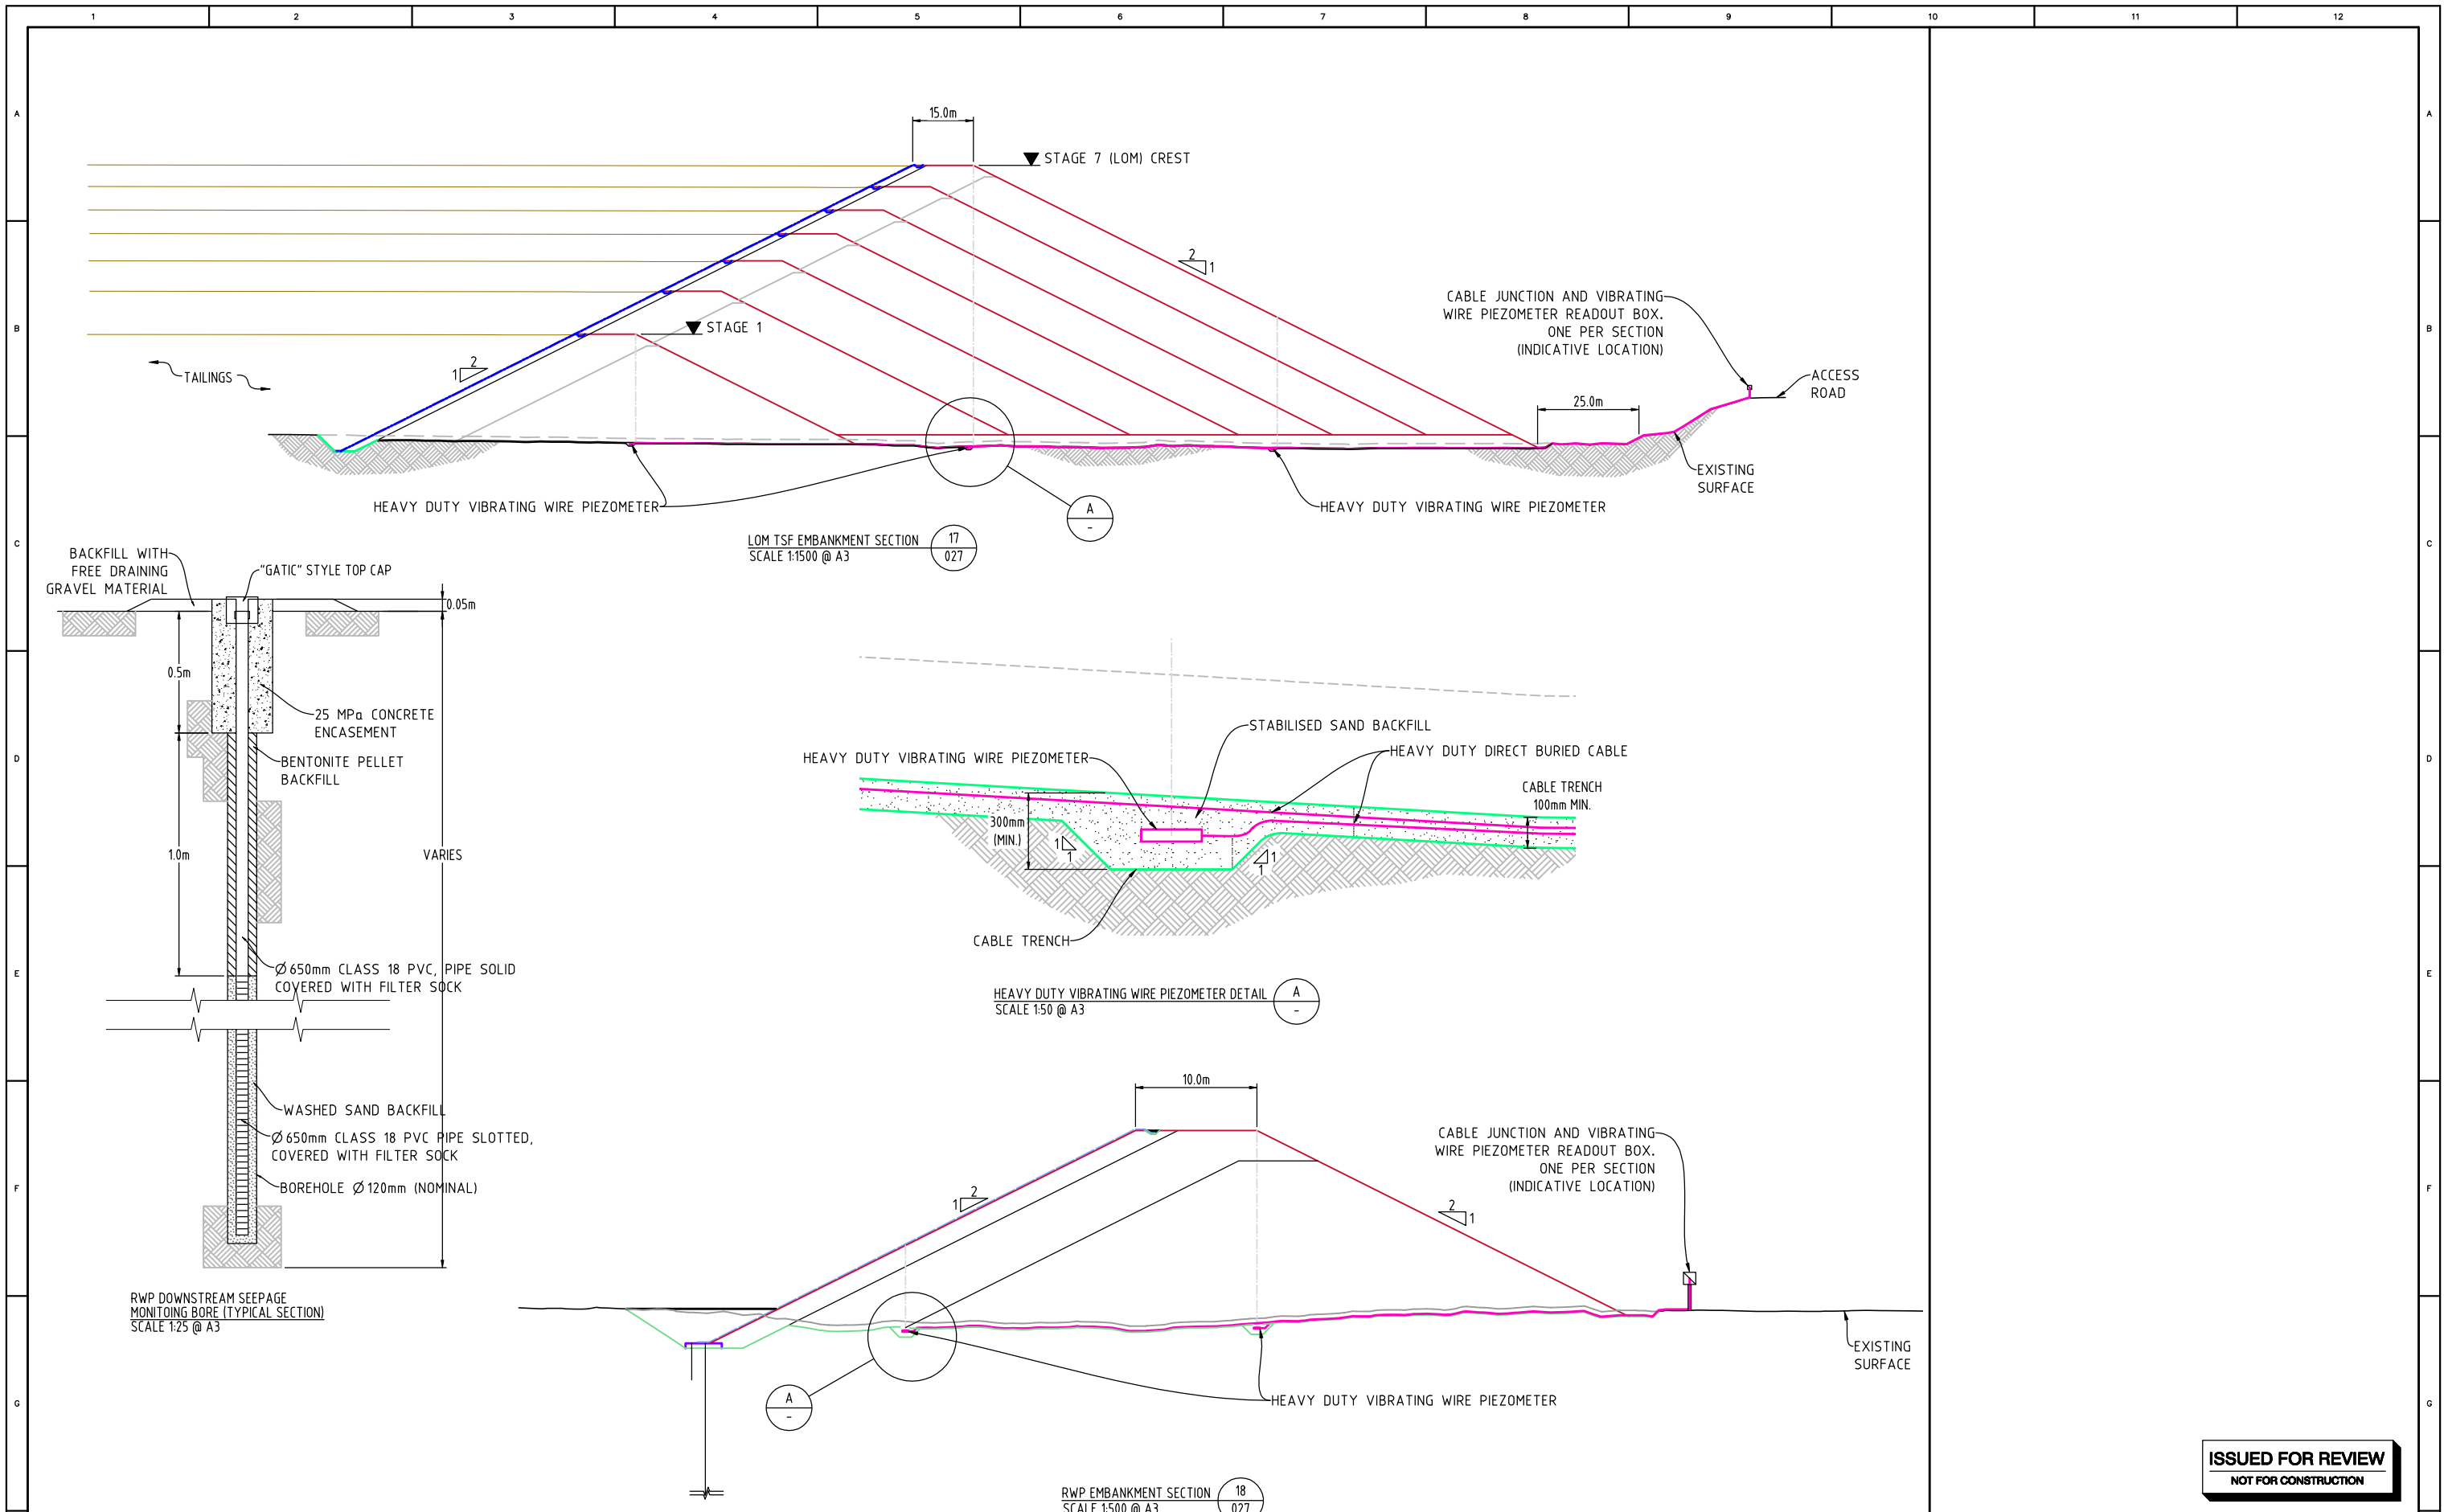 1 2 3 4 5 6 7 8 9 10 11 12
A A
15.0m
STAGE 7 (LOM) CREST
2
1
CABLE JUNCTION AND VIBRATING
WIRE PIEZOMETER READOUT BOX.
ONE PER SECTION
(INDICATIVE LOCATION)
B B
STAGE 1
2
1
TAILINGS
ACCESS
ROAD
25.0m
EXISTING
SURFACE
HEAVY DUTY VIBRATING WIRE PIEZOMETER
A
-
HEAVY DUTY VIBRATING WIRE PIEZOMETER
LOM TSF EMBANKMENT SECTION
SCALE 1:1500 @ A3
17
027
C C
BACKFILL WITH
FREE DRAINING
GRAVEL MATERIAL
"GATIC" STYLE TOP CAP
0.05m
0.5m
25 MPa CONCRETE
ENCASEMENT
BENTONITE PELLET
BACKFILL
D D
1.0m
VARIES
Ø650mm CLASS 18 PVC, PIPE SOLID
COVERED WITH FILTER SOCK
E E
WASHED SAND BACKFILL
Ø650mm CLASS 18 PVC PIPE SLOTTED,
COVERED WITH FILTER SOCK
BOREHOLE Ø120mm (NOMINAL)
RWP DOWNSTREAM SEEPAGE
MONITOING BORE (TYPICAL SECTION)
SCALE 1:25 @ A3
STABILISED SAND BACKFILL
HEAVY DUTY VIBRATING WIRE PIEZOMETER
HEAVY DUTY DIRECT BURIED CABLE
CABLE TRENCH
100mm MIN.
300mm
(MIN.)
1
1
1
1
CABLE TRENCH
HEAVY DUTY VIBRATING WIRE PIEZOMETER DETAIL
SCALE 1:50 @ A3
A
-
10.0m
CABLE JUNCTION AND VIBRATING
WIRE PIEZOMETER READOUT BOX.
ONE PER SECTION
(INDICATIVE LOCATION)
F F
2
1
2
1
EXISTING
SURFACE
A
-
HEAVY DUTY VIBRATING WIRE PIEZOMETER
G G
RWP EMBANKMENT SECTION
SCALE 1:500 @ A3
18
027
ISSUED FOR REVIEW
NOT FOR CONSTRUCTION